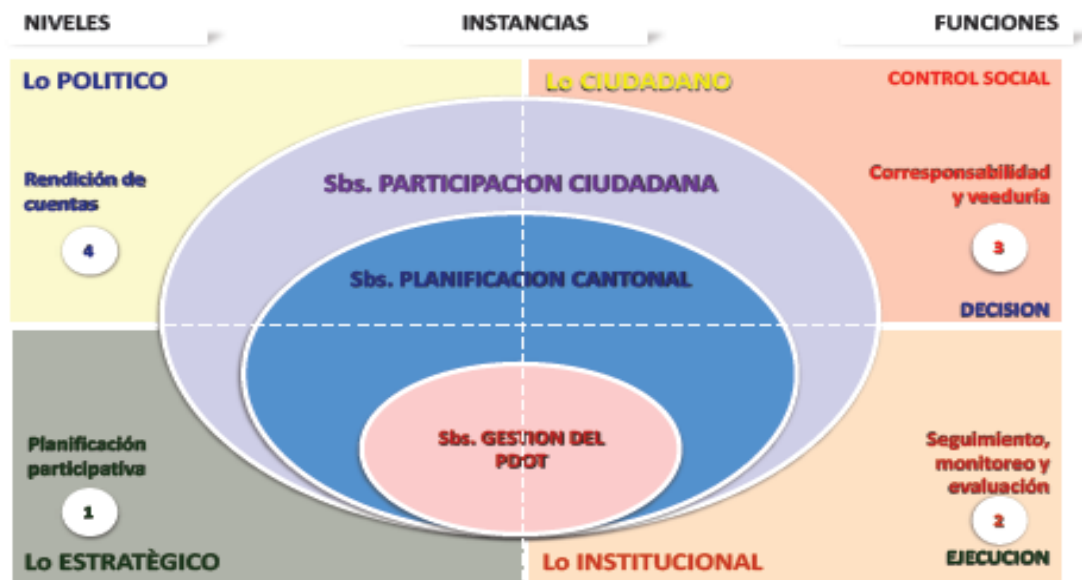 NIVELES
INSTANCIAS
FUNCIONES
Lo POLITICO
Lo CIUDADANO
CONTROL SOCIAL
Rendición de
cuentas
4
Sbs. PARTICIPACION CIUDADANA
Corresponsabilidad
y veeduría
3
Sbs. PLANIFICACION CANTONAL
DECISION
Planificación
participativa
1
Sbs. GESTION DEL
PDOT
Seguimiento,
monitoreo y
evaluación
2
Lo ESTRATÈGICO
Lo INSTITUCIONAL
EJECUCION